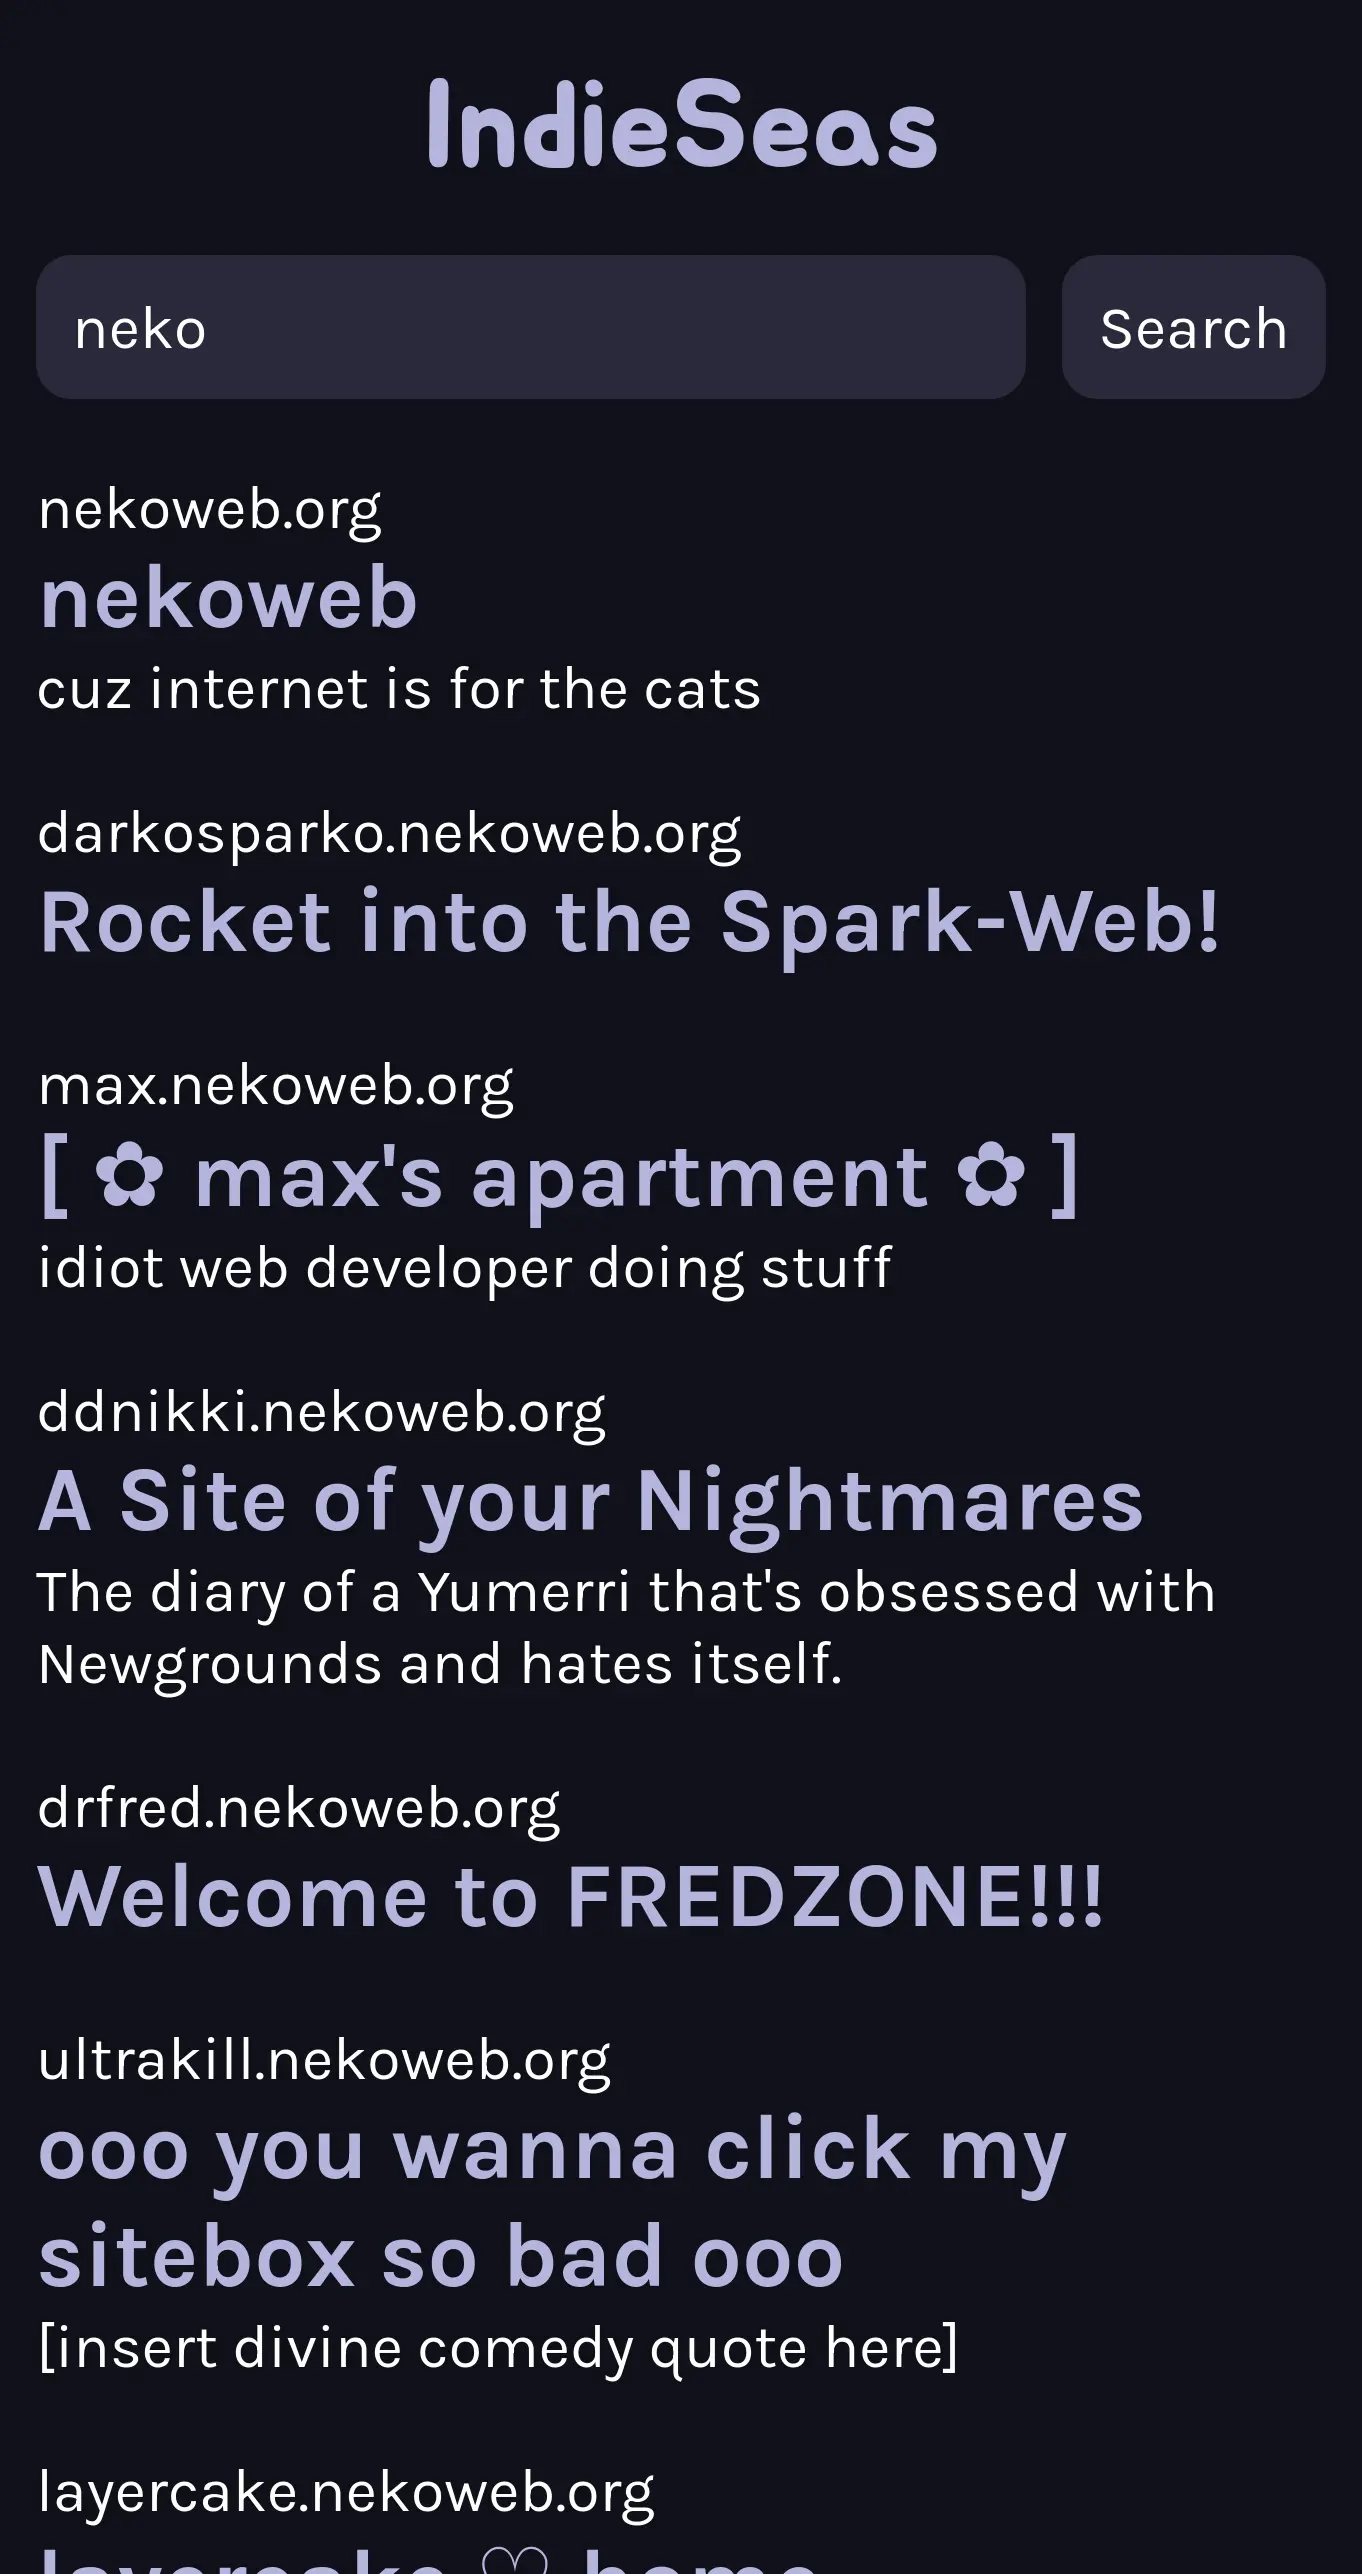 IndieSeas
neko
Search
nekoweb.org
nekoweb
cuz internet is for the cats
darkosparko.nekoweb.org
Rocket into the Spark-Web!
max.nekoweb.org
[ ✿ max's apartment ✿ ]
idiot web developer doing stuff
ddnikki.nekoweb.org
A Site of your Nightmares
The diary of a Yumerri that's obsessed with
Newgrounds and hates itself.
drfred.nekoweb.org
Welcome to FREDZONE!!!
ultrakill.nekoweb.org
ooo you wanna click my
sitebox so bad ooo
[insert divine comedy quote here]
layercake.nekoweb.org
layercake ♡ home